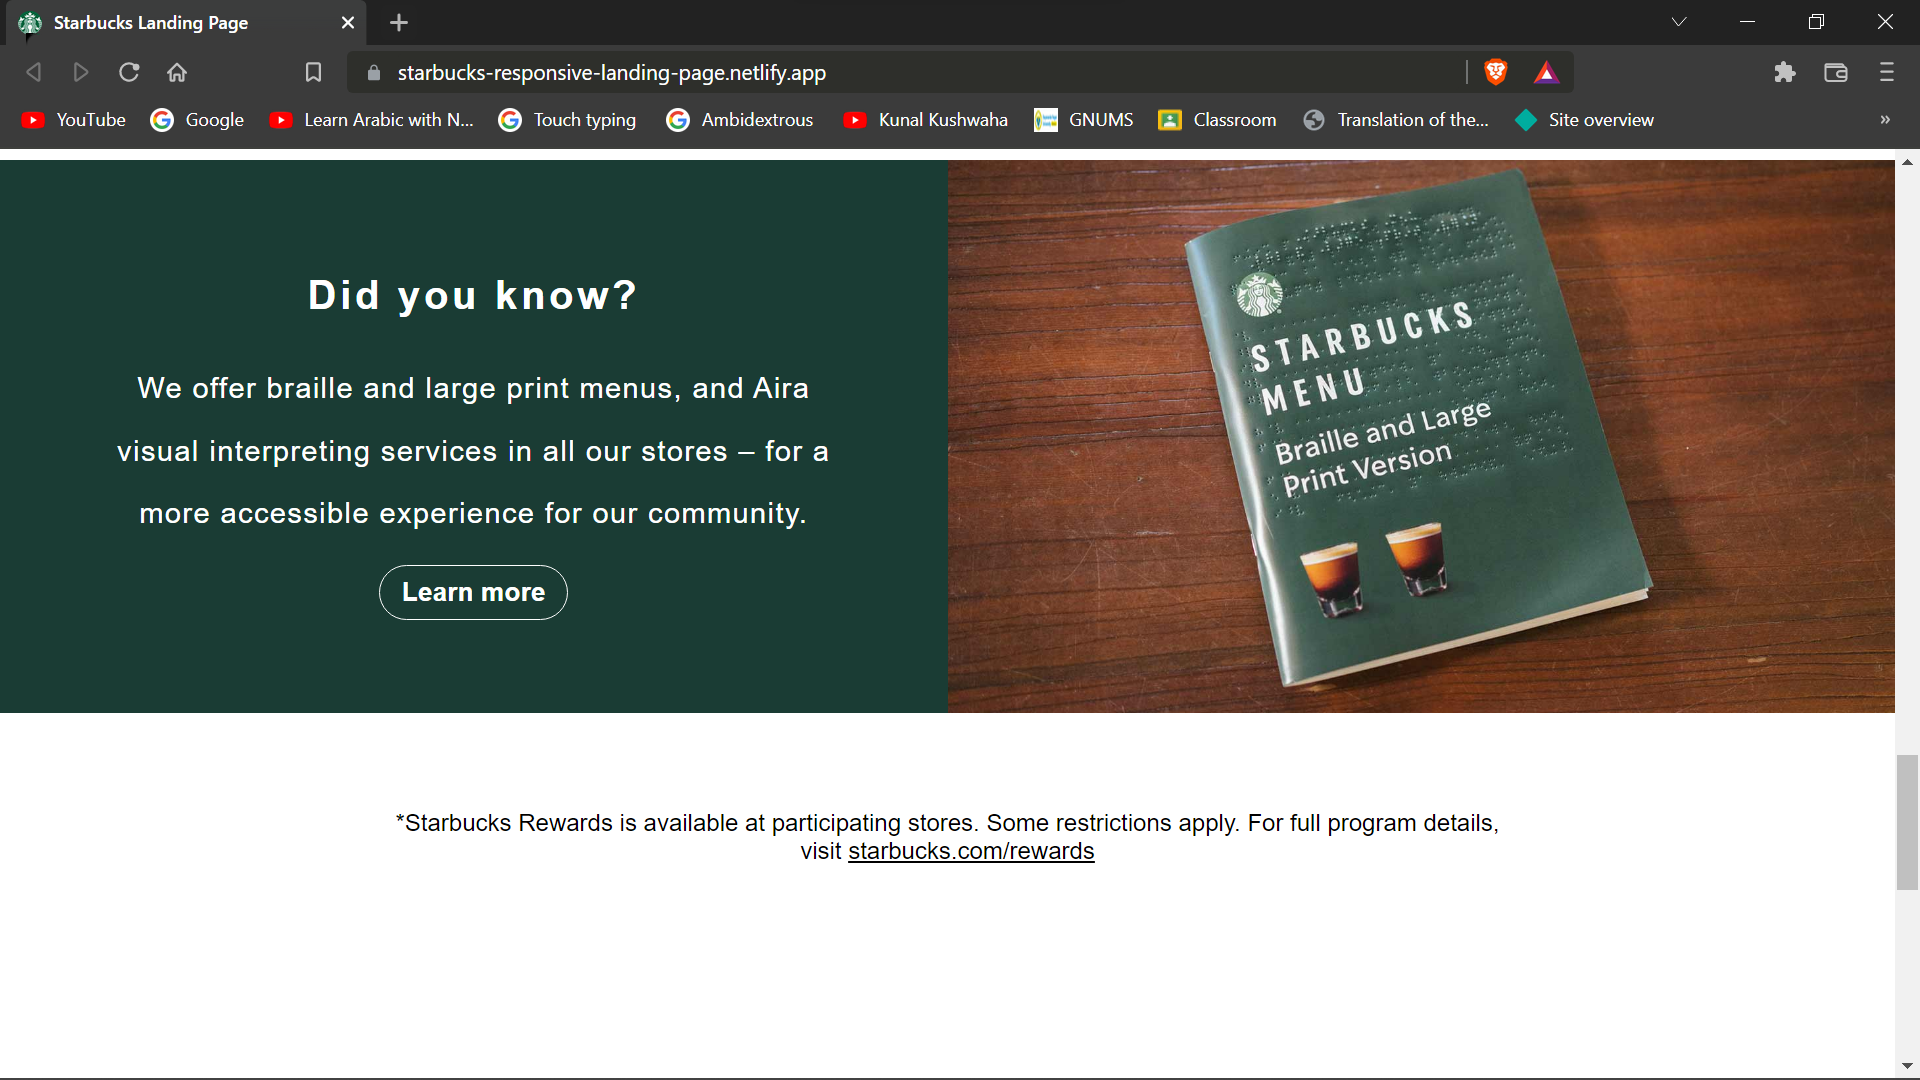 Starbucks Landing Page
starbucks-responsive-landing-page.netlify.app
YouTube
Google
Learn Arabic with N...
Touch typing
Ambidextrous
Kunal Kushwaha
GNUMS
Classroom
Translation of the...
Site overview
»
Did you know?
We offer braille and large print menus, and Aira
visual interpreting services in all our stores – for a
more accessible experience for our community.
Learn more
STARBUCKS
MENU
Braille and Large
Print Version
*Starbucks Rewards is available at participating stores. Some restrictions apply. For full program details,
visit starbucks.com/rewards